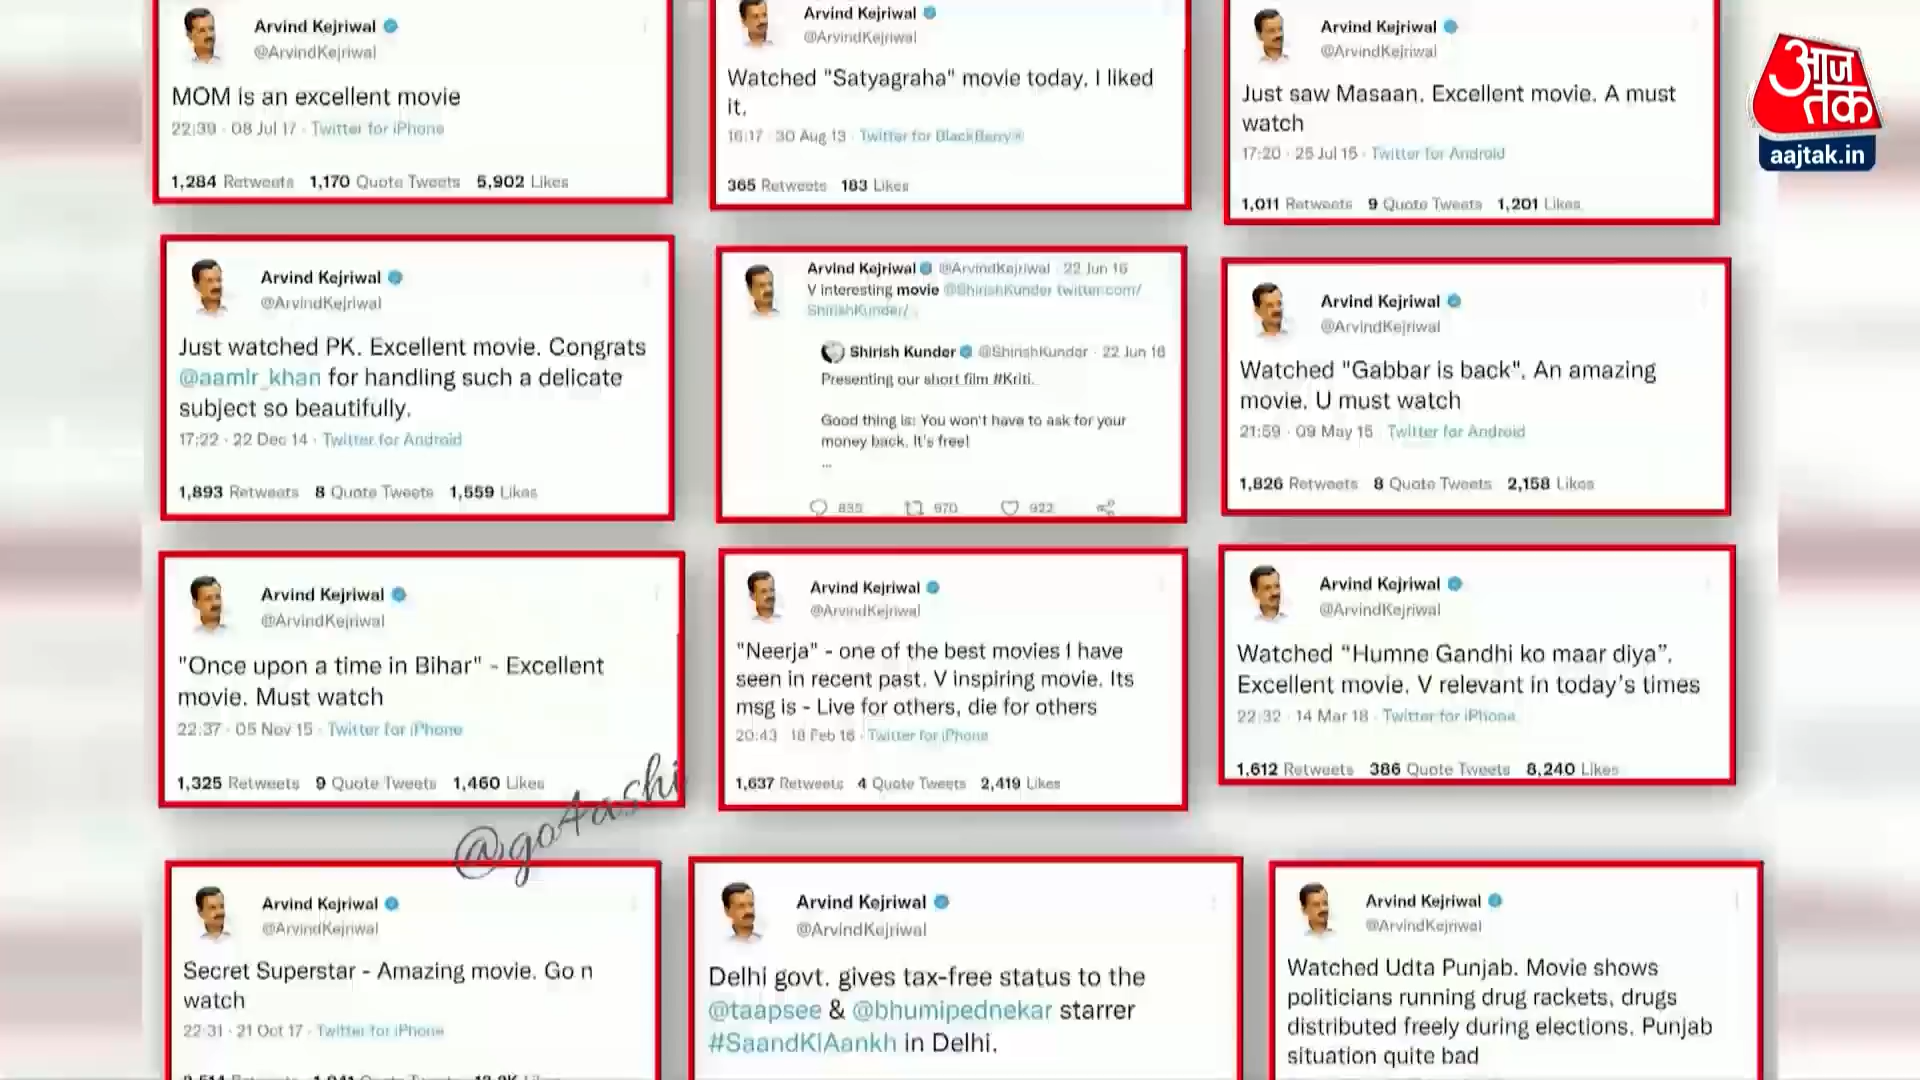 Arvind Kejriwal
@ArvindKejriwal
MOM is an excellent movie
22:39 · 08 Jul 17 · Twitter for iPhone
1,284 Retweets 1,170 Quote Tweets 5,902 Likes
Arvind Kejriwal
@ArvindKejriwal
Watched "Satyagraha" movie today. I liked
it.
16:17 · 30 Aug 13 · Twitter for BlackBerry®
365 Retweets 183 Likes
Arvind Kejriwal
@ArvindKejriwal
Just saw Masaan. Excellent movie. A must
watch
17:20 · 25 Jul 15 · Twitter for Android
1,011 Retweets 9 Quote Tweets 1,201 Likes
आज
तक
aajtak.in
Arvind Kejriwal
@ArvindKejriwal
Just watched PK. Excellent movie. Congrats
@aamir_khan for handling such a delicate
subject so beautifully.
17:22 · 22 Dec 14 · Twitter for Android
1,893 Retweets 8 Quote Tweets 1,559 Likes
Arvind Kejriwal @ArvindKejriwal · 22 Jun 16
V interesting movie @ShirishKunder twitter.com/
ShirishKunder/...
Shirish Kunder @ShirishKunder · 22 Jun 16
Presenting our short film #Kriti.
Good thing is: You won't have to ask for your
money back. It's free!
...
835 970 922
Arvind Kejriwal
@ArvindKejriwal
Watched "Gabbar is back". An amazing
movie. U must watch
21:59 · 09 May 15 · Twitter for Android
1,826 Retweets 8 Quote Tweets 2,158 Likes
Arvind Kejriwal
@ArvindKejriwal
"Once upon a time in Bihar" - Excellent
movie. Must watch
22:37 · 05 Nov 15 · Twitter for iPhone
1,325 Retweets 9 Quote Tweets 1,460 Likes
Arvind Kejriwal
@ArvindKejriwal
"Neerja" - one of the best movies I have
seen in recent past. V inspiring movie. Its
msg is - Live for others, die for others
20:43 · 18 Feb 16 · Twitter for iPhone
1,637 Retweets 4 Quote Tweets 2,419 Likes
Arvind Kejriwal
@ArvindKejriwal
Watched “Humne Gandhi ko maar diya”.
Excellent movie. V relevant in today’s times
22:32 · 14 Mar 18 · Twitter for iPhone
1,612 Retweets 386 Quote Tweets 8,240 Likes
@go4ashi
Arvind Kejriwal
@ArvindKejriwal
Secret Superstar - Amazing movie. Go n
watch
22:31 · 21 Oct 17 · Twitter for iPhone
Arvind Kejriwal
@ArvindKejriwal
Delhi govt. gives tax-free status to the
@taapsee & @bhumipednekar starrer
#SaandKiAankh in Delhi.
Arvind Kejriwal
@ArvindKejriwal
Watched Udta Punjab. Movie shows
politicians running drug rackets, drugs
distributed freely during elections. Punjab
situation quite bad